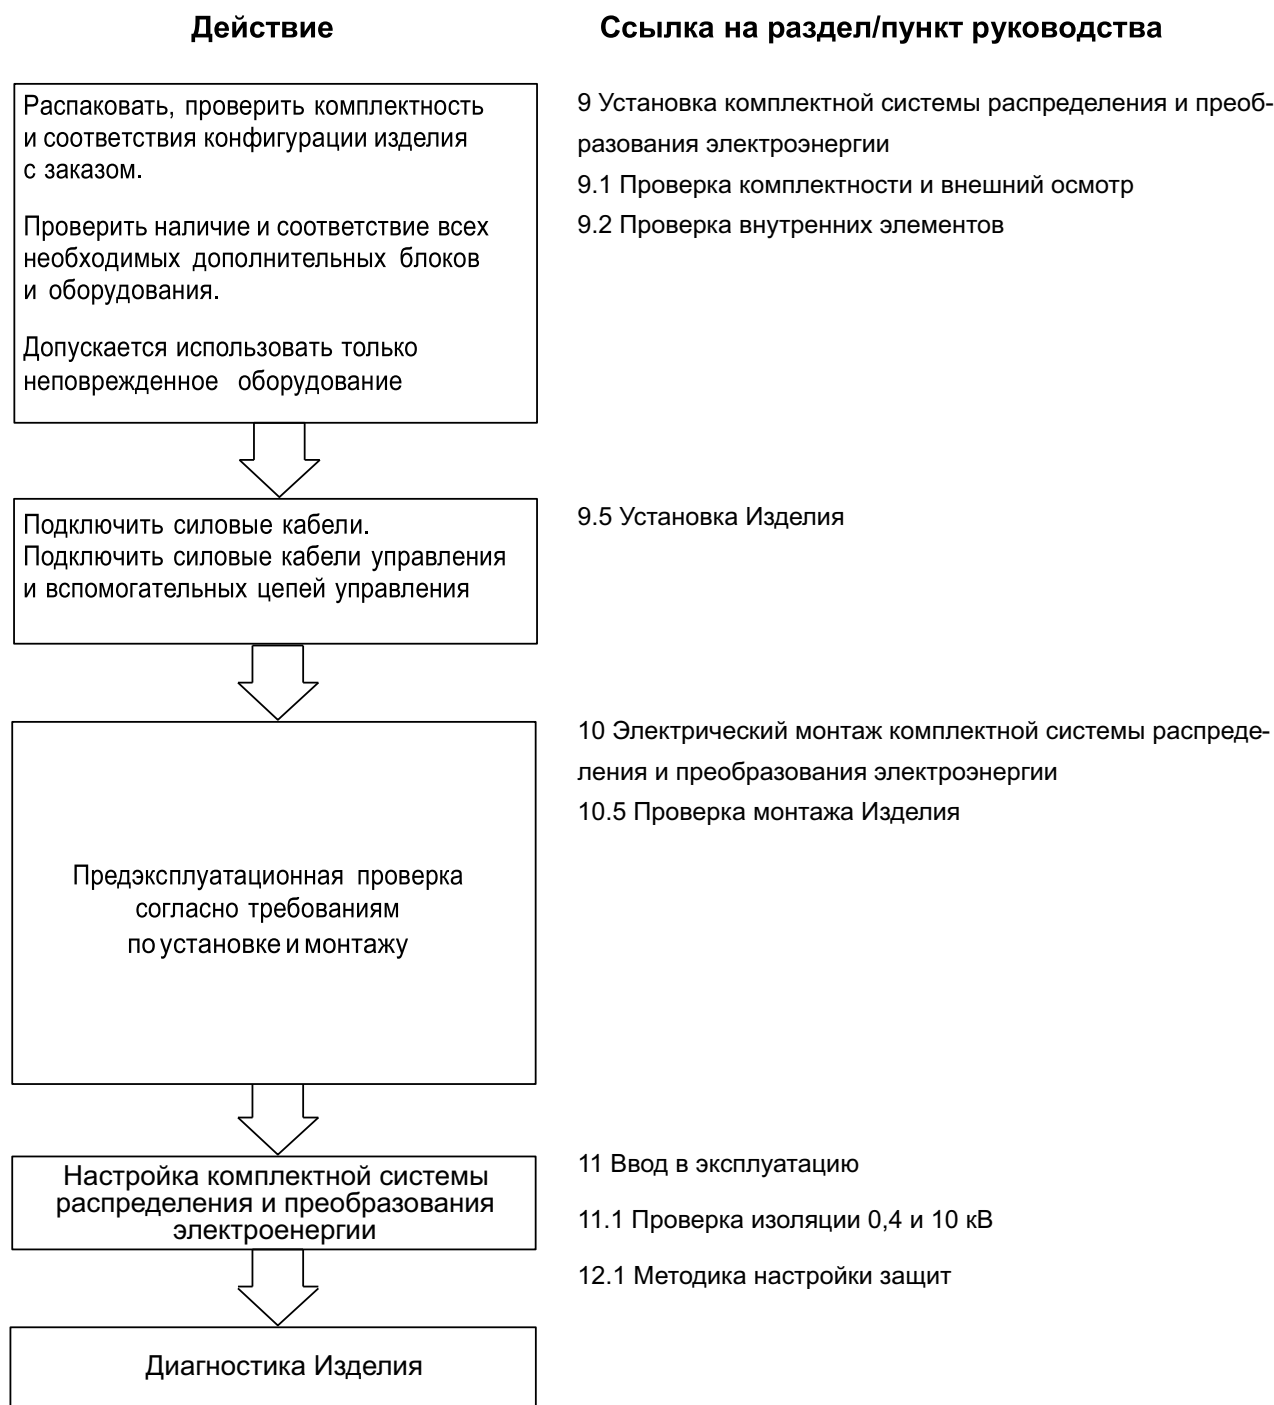 Действие
Ссылка на раздел/пункт руководства
Распаковать, проверить комплектность
и соответствия конфигурации изделия
с заказом.
Проверить наличие и соответствие всех
необходимых дополнительных блоков
и оборудования.
Допускается использовать только
неповрежденное оборудование
9 Установка комплектной системы распределения и преоб-
разования электроэнергии
9.1 Проверка комплектности и внешний осмотр
9.2 Проверка внутренних элементов
Подключить силовые кабели.
Подключить силовые кабели управления
и вспомогательных цепей управления
9.5 Установка Изделия
Предэксплуатационная проверка
согласно требованиям
по установке и монтажу
10 Электрический монтаж комплектной системы распреде-
ления и преобразования электроэнергии
10.5 Проверка монтажа Изделия
Настройка комплектной системы
распределения и преобразования
электроенергии
11 Ввод в эксплуатацию
11.1 Проверка изоляции 0,4 и 10 кВ
12.1 Методика настройки защит
Диагностика Изделия